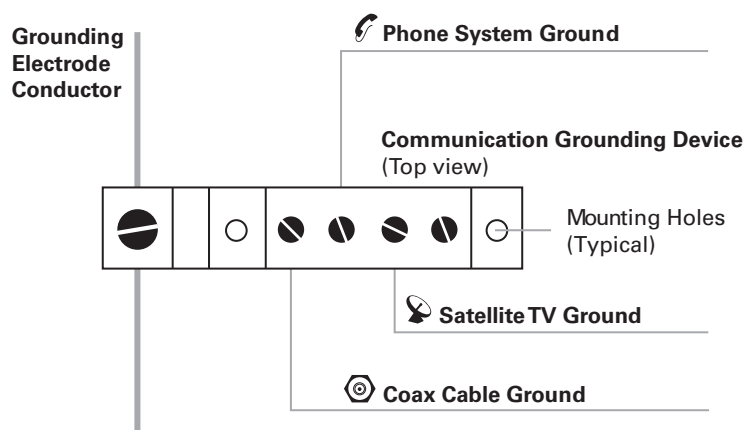 Grounding
Electrode
Conductor
Phone System Ground
Communication Grounding Device
(Top view)
Mounting Holes
(Typical)
Satellite TV Ground
Coax Cable Ground